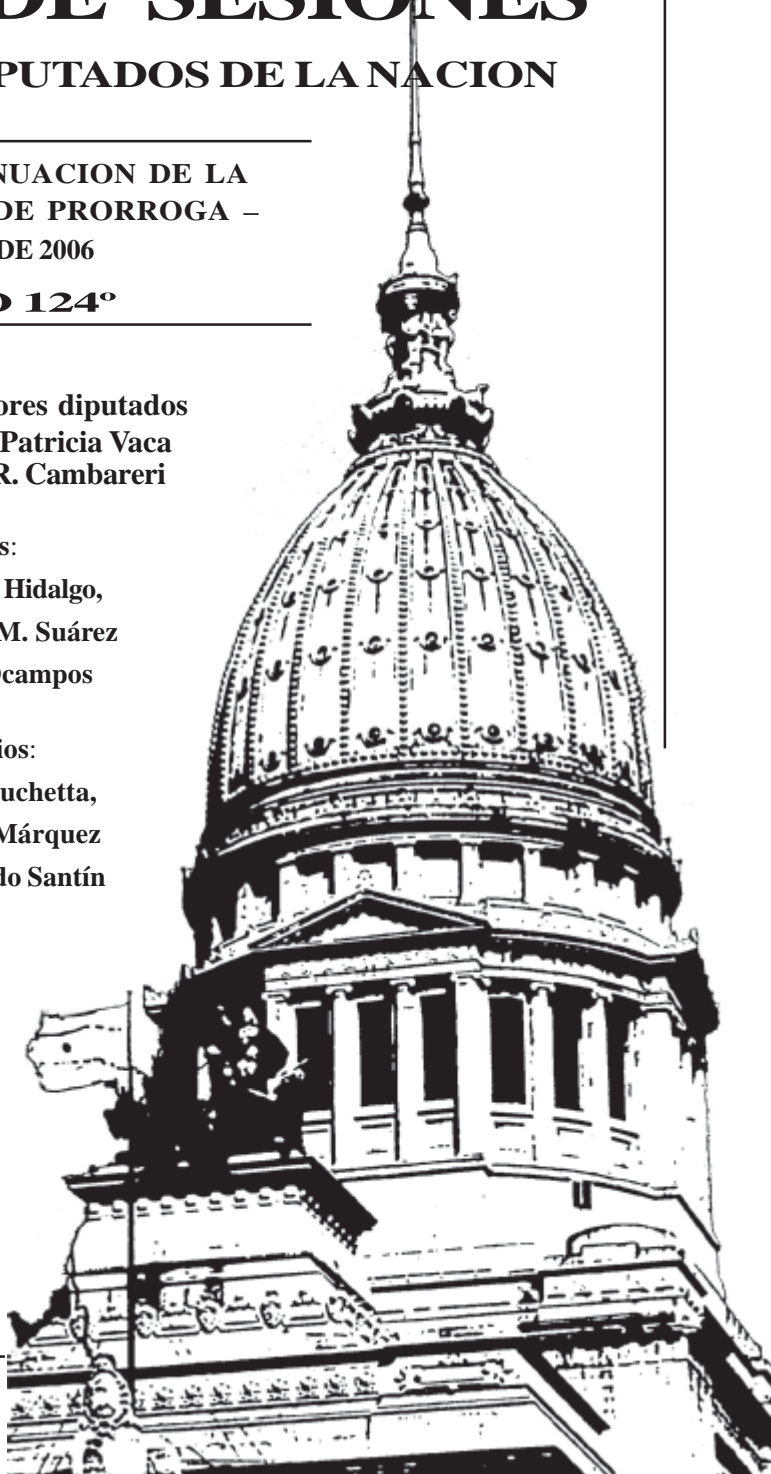 DE SESIONES
PUTADOS DE LA NACION
NUACION DE LA
DE PRORROGA –
DE 2006
O 124º
ores diputados
Patricia Vaca
R. Cambareri
s:
Hidalgo,
M. Suárez
Ocampos
ios:
uchetta,
Márquez
do Santín